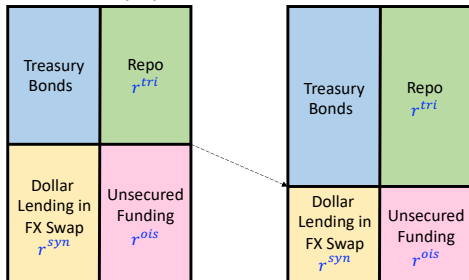 Treasury
Bonds
Repo
r^tri
Dollar
Lending in
FX Swap
r^syn
Unsecured
Funding
r^ois
Treasury
Bonds
Repo
r^tri
Dollar
Lending in
FX Swap
r^syn
Unsecured
Funding
r^ois